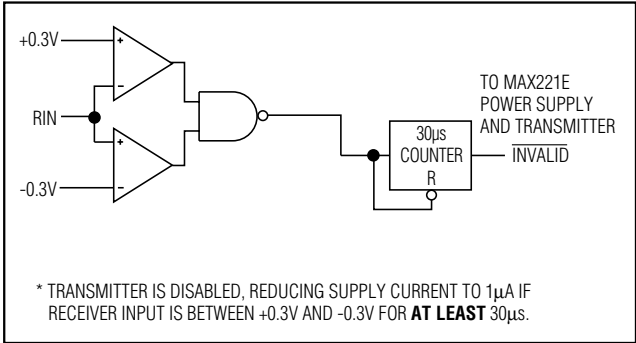 +0.3V
+
-
RIN
+
-
-0.3V
30µs
COUNTER
R
TO MAX221E
POWER SUPPLY
AND TRANSMITTER
INVALID
* TRANSMITTER IS DISABLED, REDUCING SUPPLY CURRENT TO 1µA IF
RECEIVER INPUT IS BETWEEN +0.3V AND -0.3V FOR AT LEAST 30µs.